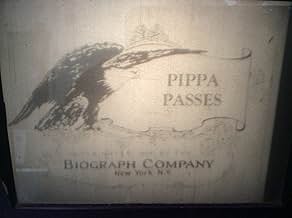 PIPPA
PASSES
BIOGRAPH COMPANY
New York N.Y.